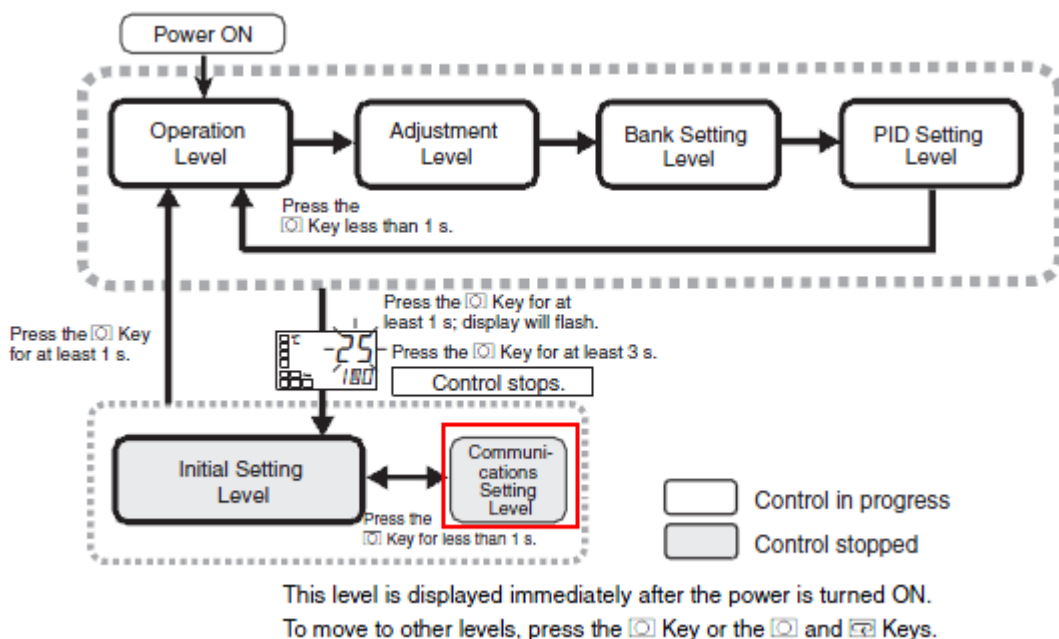 Power ON
Operation
Level
Adjustment
Level
Bank Setting
Level
PID Setting
Level
Press the
Key less than 1 s.
Press the Key
for at least 1 s.
Press the Key for at
least 1 s; display will flash.
°C
-25
180
Press the Key for at least 3 s.
Control stops.
Initial Setting
Level
Communi-
cations
Setting
Level
Press the
Key for less than 1 s.
Control in progress
Control stopped
This level is displayed immediately after the power is turned ON.
To move to other levels, press the Key or the and Keys.